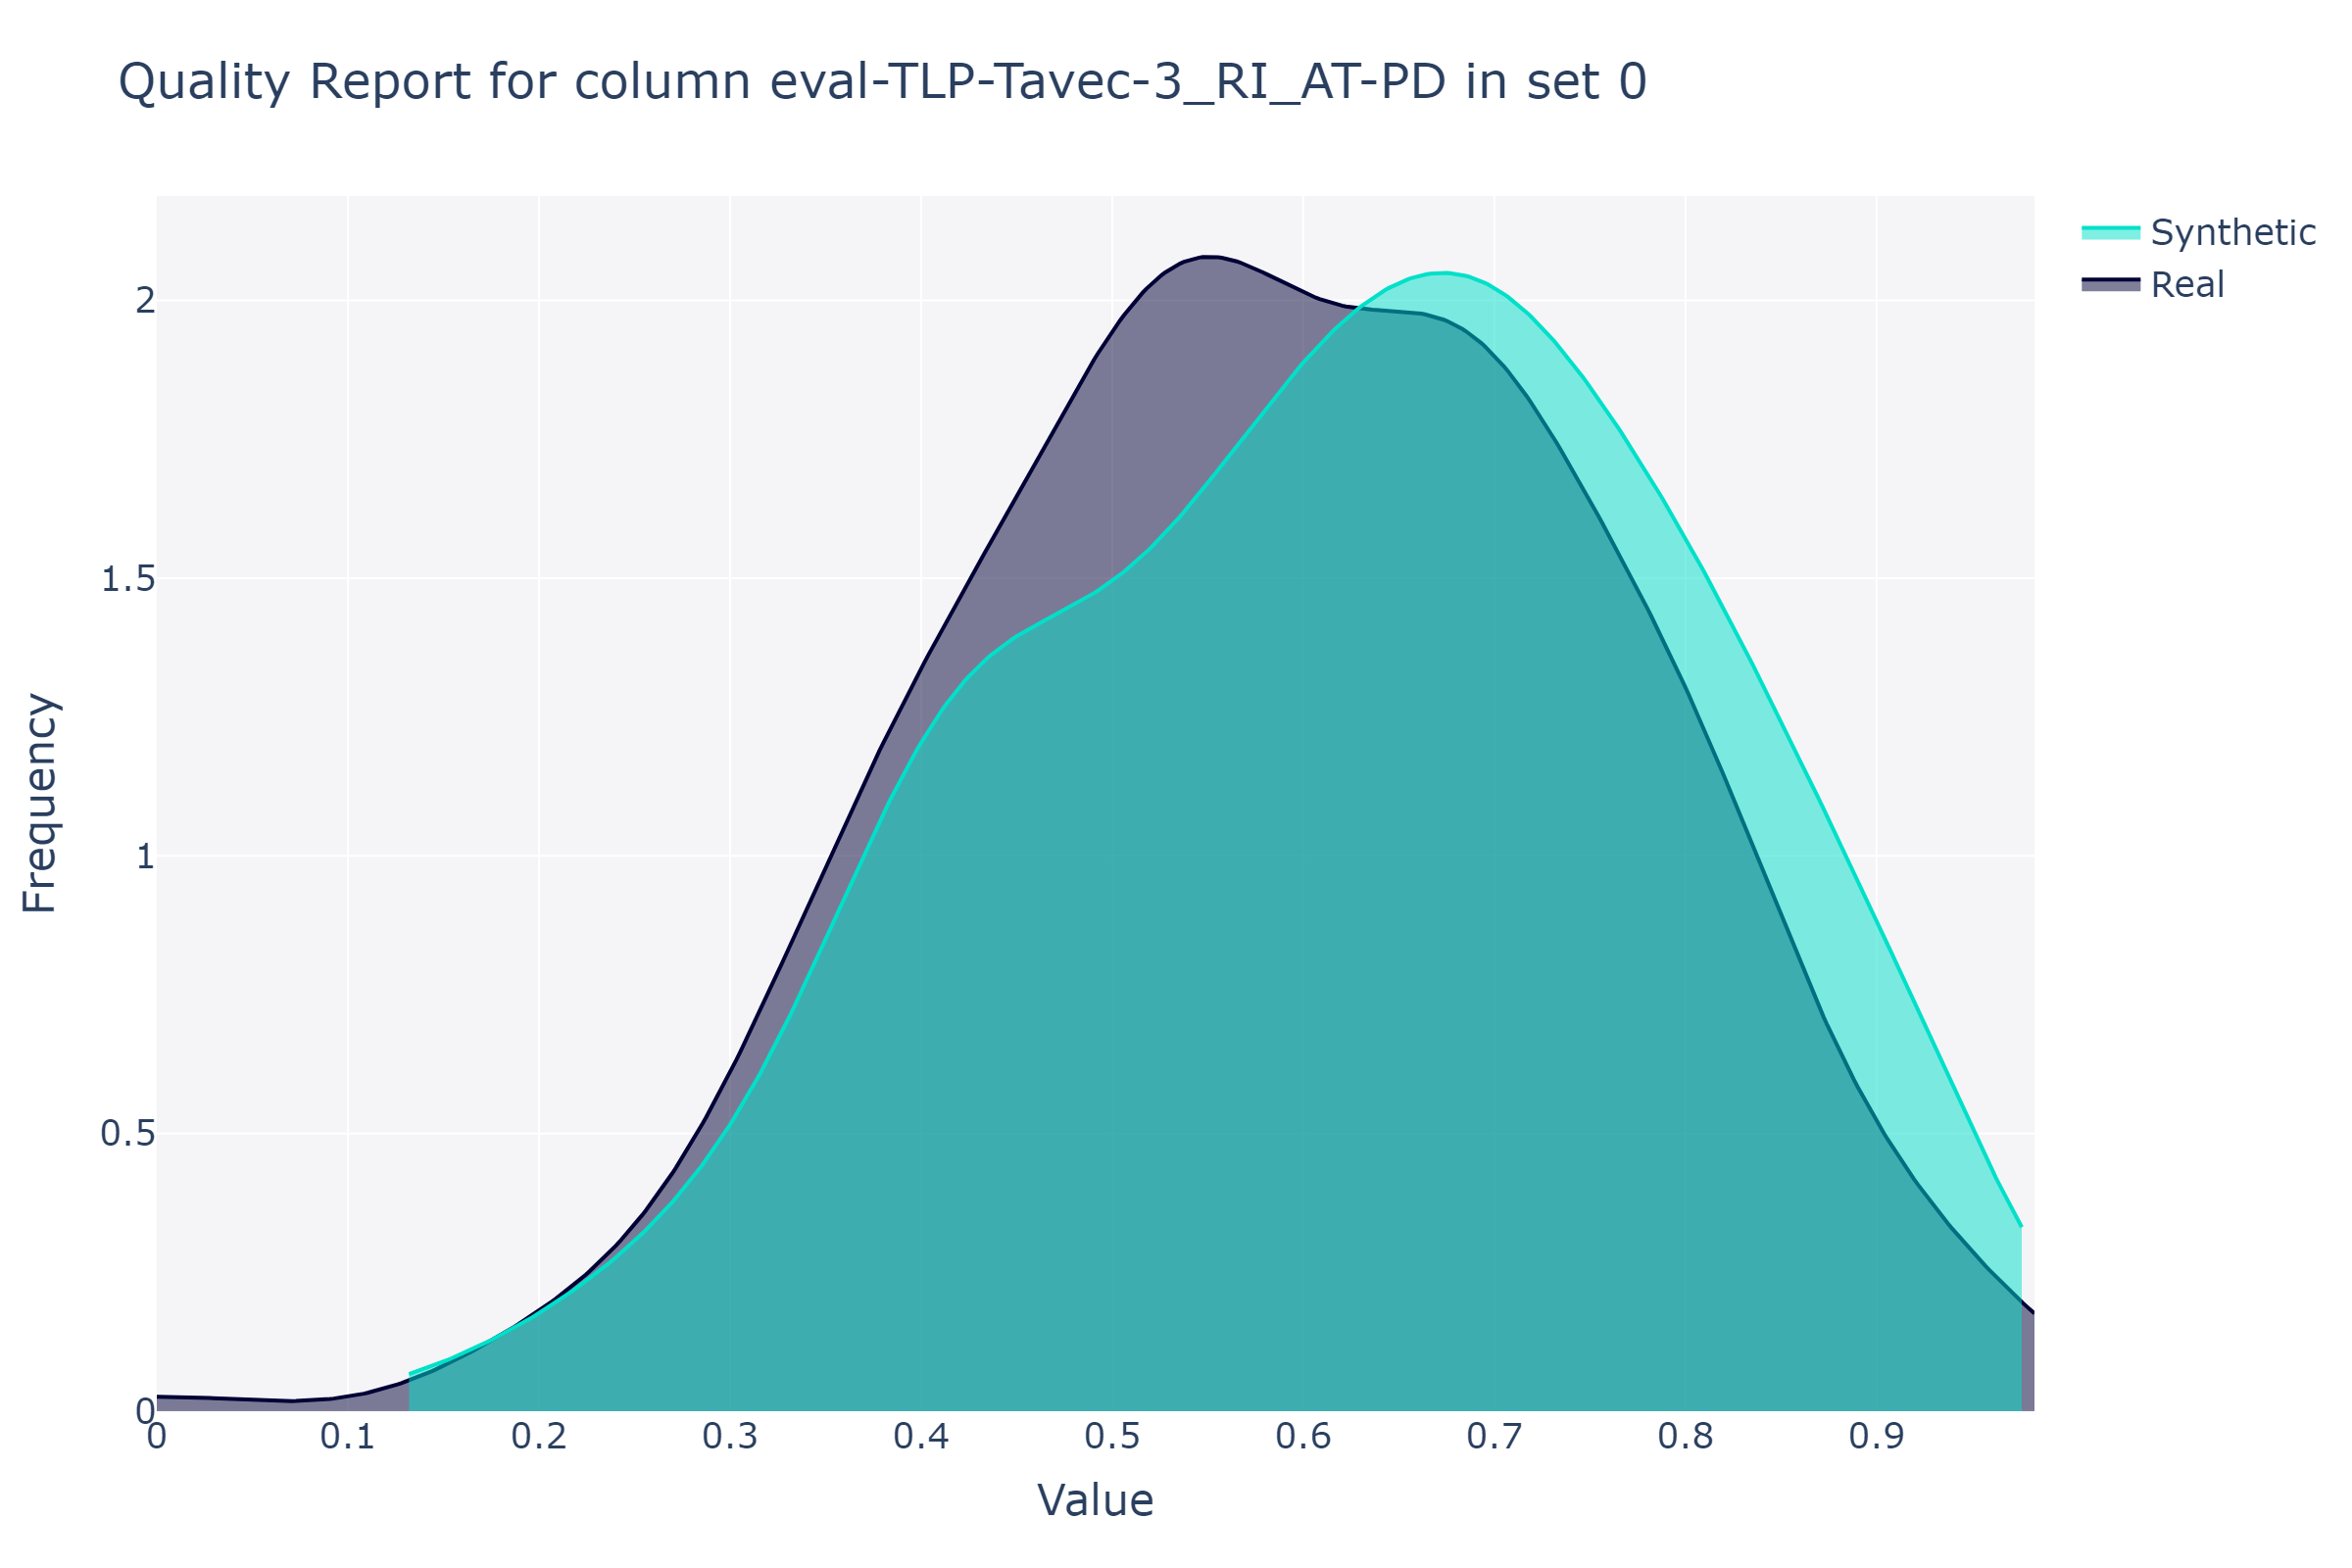 Quality Report for column eval-TLP-Tavec-3_RI_AT-PD in set 0
Synthetic
Real
Frequency
2
1.5
1
0.5
0
0 0.1 0.2 0.3 0.4 0.5 0.6 0.7 0.8 0.9
Value